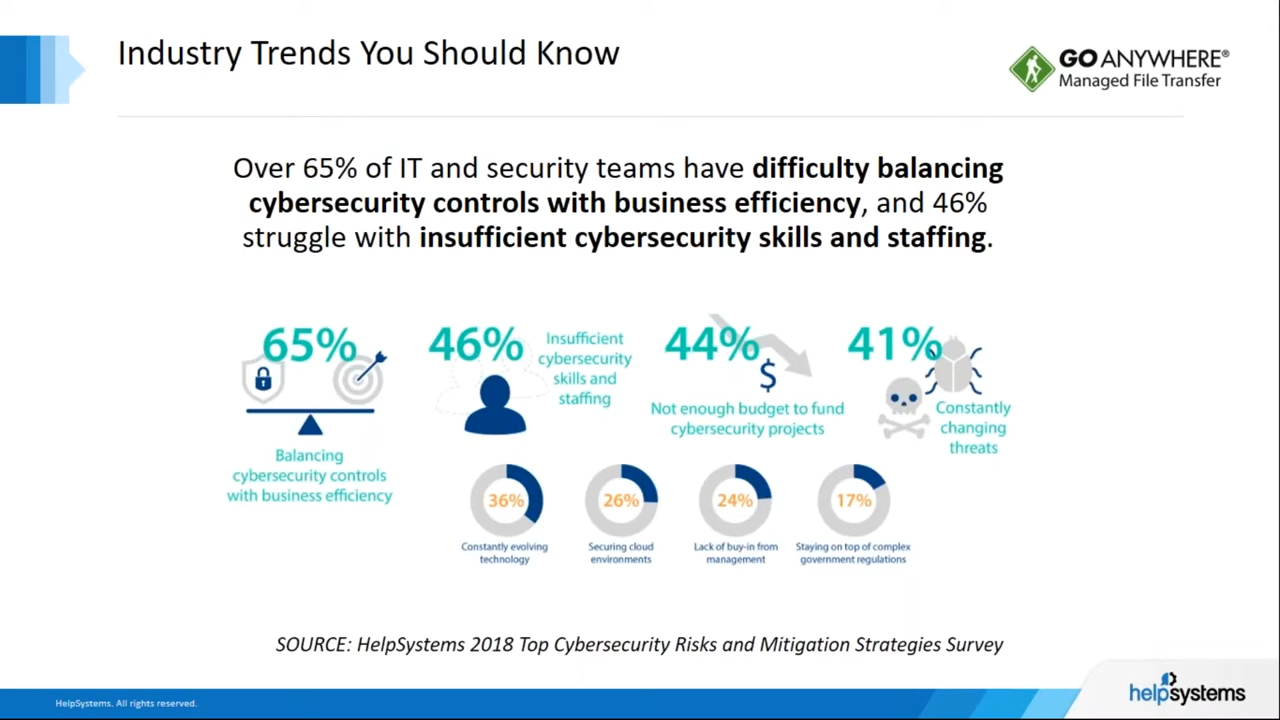 Industry Trends You Should Know
GO ANYWHERE®
Managed File Transfer
Over 65% of IT and security teams have difficulty balancing
cybersecurity controls with business efficiency, and 46%
struggle with insufficient cybersecurity skills and staffing.
65%
Balancing
cybersecurity controls
with business efficiency
46%
Insufficient
cybersecurity
skills and
staffing
44%
$
Not enough budget to fund
cybersecurity projects
41%
Constantly
changing
threats
36%
Constantly evolving
technology
26%
Securing cloud
environments
24%
Lack of buy-in from
management
17%
Staying on top of complex
government regulations
SOURCE: HelpSystems 2018 Top Cybersecurity Risks and Mitigation Strategies Survey
HelpSystems. All rights reserved.
helpsystems